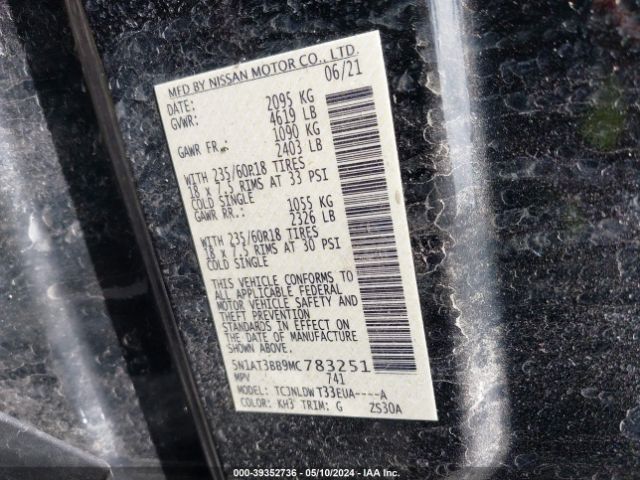 MFD BY NISSAN MOTOR CO., LTD.
DATE: 06/21
GVWR: 2095 KG
4619 LB
GAWR FR.: 1090 KG
2403 LB
WITH 235/60R18 TIRES
18 x 7.5 RIMS AT 33 PSI
COLD SINGLE
GAWR RR.: 1055 KG
2326 LB
WITH 235/60R18 TIRES
18 x 7.5 RIMS AT 30 PSI
COLD SINGLE
THIS VEHICLE CONFORMS TO
ALL APPLICABLE FEDERAL
MOTOR VEHICLE SAFETY AND
THEFT PREVENTION
STANDARDS IN EFFECT ON
THE DATE OF MANUFACTURE
SHOWN ABOVE.
5N1AT3BB9MC783251
MPV 741
MODEL: TCJNLDWT33EUA----A
COLOR: KH3 TRIM: G ZS30A
000-39352736 - 05/10/2024 - IAA Inc.